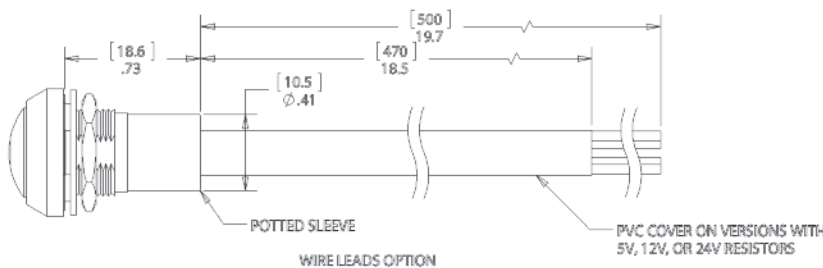 [500]
19.7
[18.6]
.73
[470]
18.5
[10.5]
Ø.41
POTTED SLEEVE
PVC COVER ON VERSIONS WITH
5V, 12V, OR 24V RESISTORS
WIRE LEADS OPTION